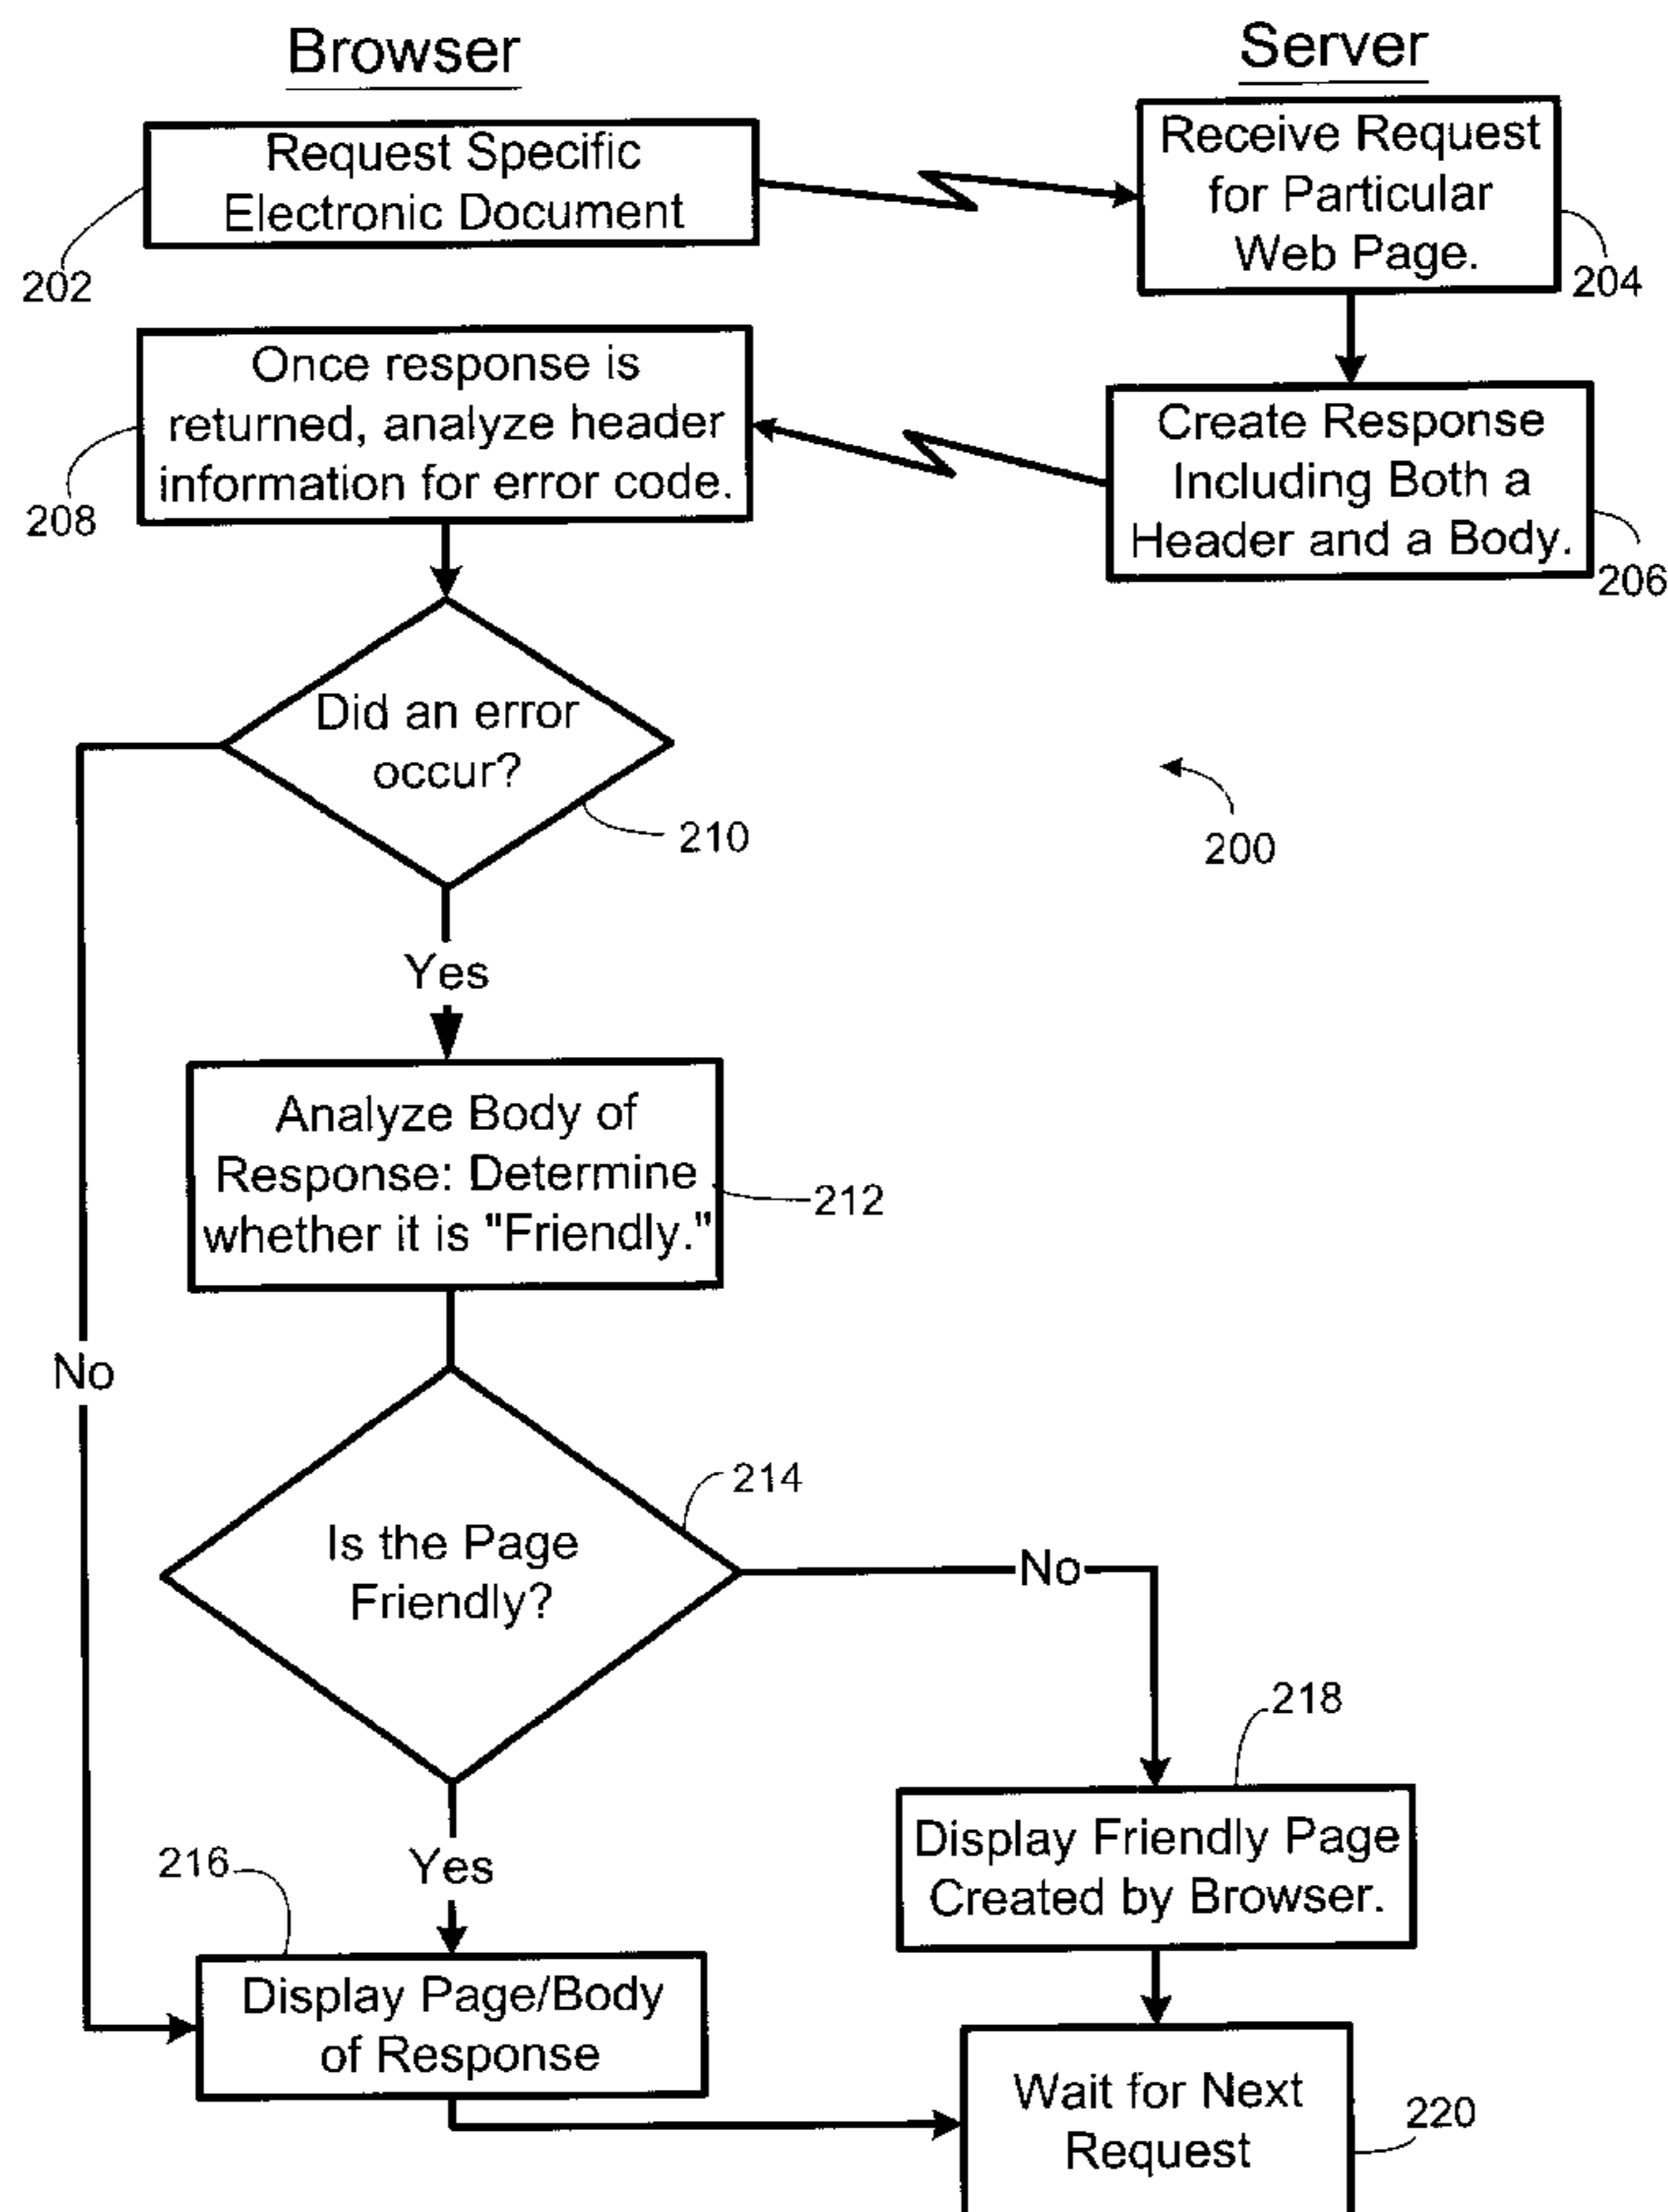 Browser
Server
Request Specific
Electronic Document
202
Receive Request
for Particular
Web Page.
204
Once response is
returned, analyze header
information for error code.
208
Create Response
Including Both a
Header and a Body.
206
Did an error
occur?
210
200
Yes
Analyze Body of
Response: Determine
whether it is "Friendly."
212
No
Is the Page
Friendly?
214
No
218
Display Friendly Page
Created by Browser.
Yes
216
Display Page/Body
of Response
Wait for Next
Request
220